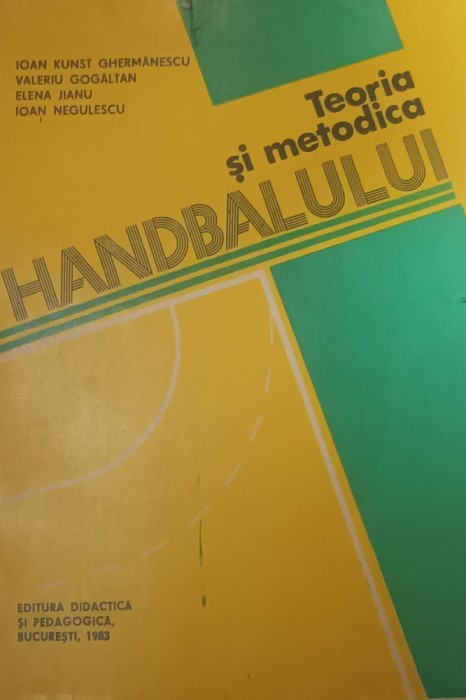 IOAN KUNST GHERMĂNESCU
VALERIU GOGÂLTAN
ELENA JIANU
IOAN NEGULESCU
Teoria
și metodica
HANDBALULUI
EDITURA DIDACTICĂ
ȘI PEDAGOGICĂ,
BUCUREȘTI, 1983